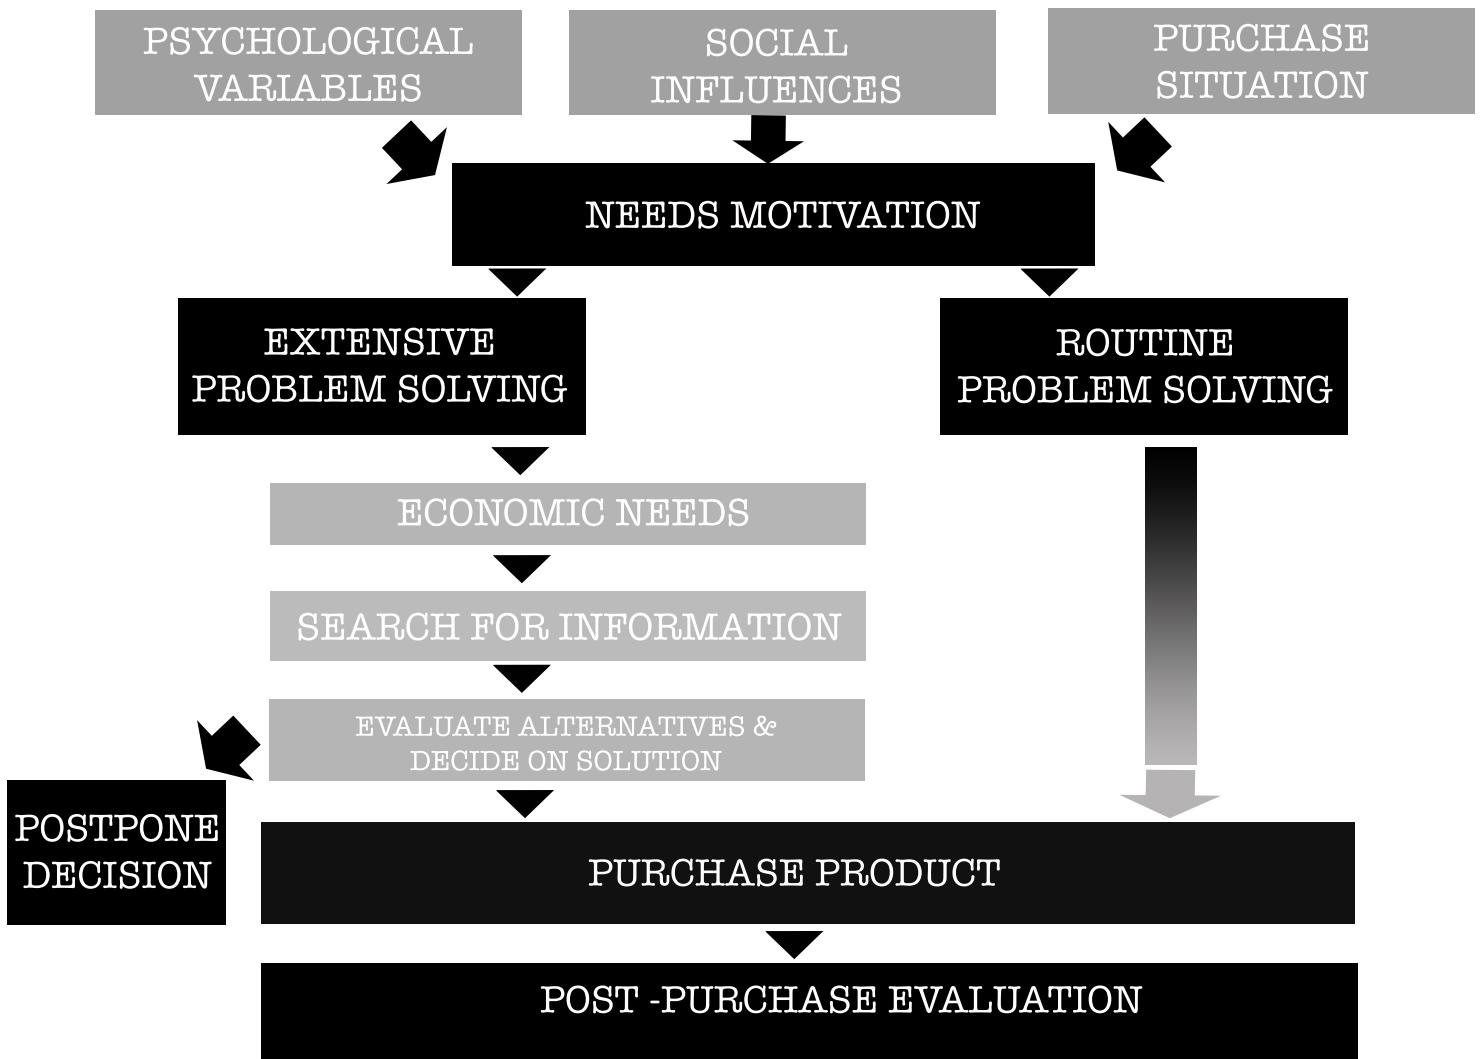 PSYCHOLOGICAL
VARIABLES
SOCIAL
INFLUENCES
PURCHASE
SITUATION
NEEDS MOTIVATION
EXTENSIVE
PROBLEM SOLVING
ROUTINE
PROBLEM SOLVING
ECONOMIC NEEDS
SEARCH FOR INFORMATION
EVALUATE ALTERNATIVES &
DECIDE ON SOLUTION
POSTPONE
DECISION
PURCHASE PRODUCT
POST -PURCHASE EVALUATION